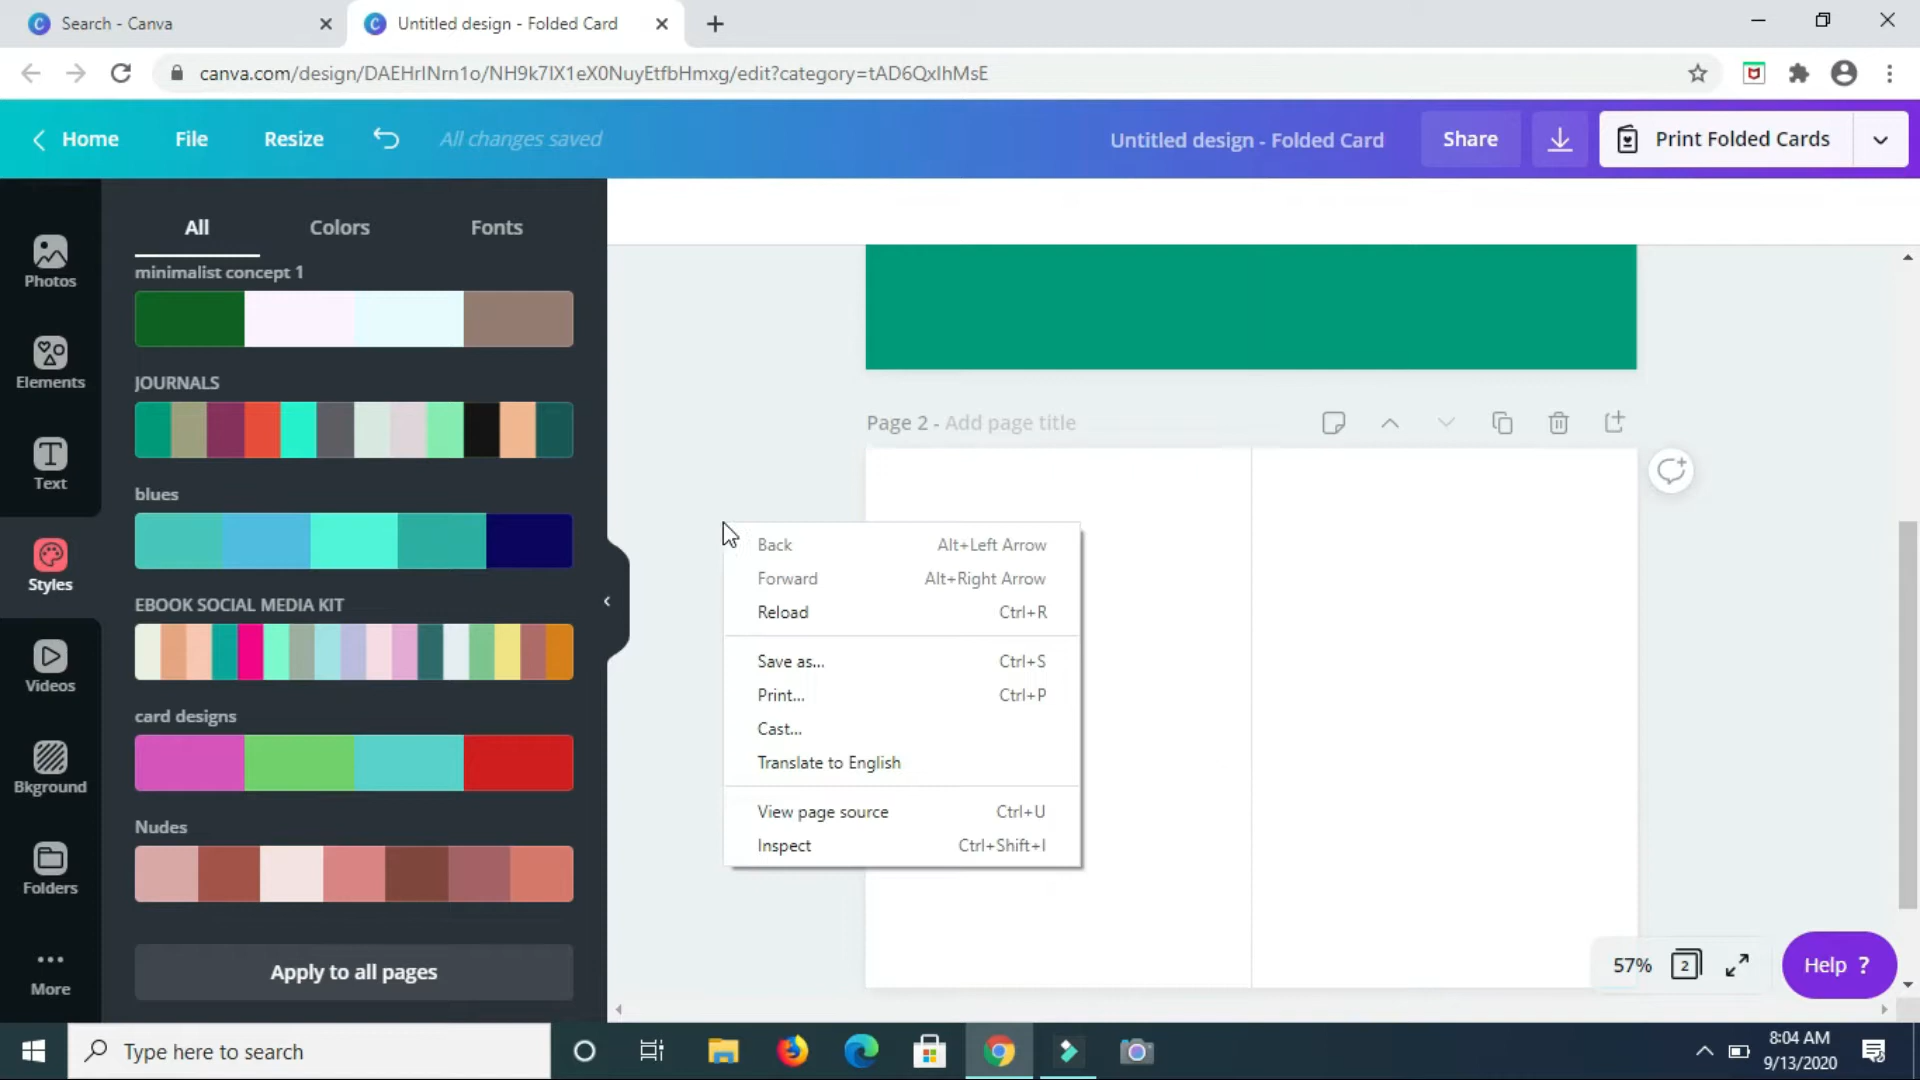 Search - Canva
Untitled design - Folded Card
canva.com/design/DAEHrINrn1o/NH9k7IX1eX0NuyEtfbHmxg/edit?category=tAD6QxIhMsE
Home
File
Resize
All changes saved
Untitled design - Folded Card
Share
Print Folded Cards
Photos
Elements
Text
Styles
Videos
Bkground
Folders
More
All
Colors
Fonts
minimalist concept 1
JOURNALS
blues
EBOOK SOCIAL MEDIA KIT
card designs
Nudes
Apply to all pages
Page 2 - Add page title
Back Alt+Left Arrow
Forward Alt+Right Arrow
Reload Ctrl+R
Save as... Ctrl+S
Print... Ctrl+P
Cast...
Translate to English
View page source Ctrl+U
Inspect Ctrl+Shift+I
57%
2
Help ?
Type here to search
8:04 AM
9/13/2020